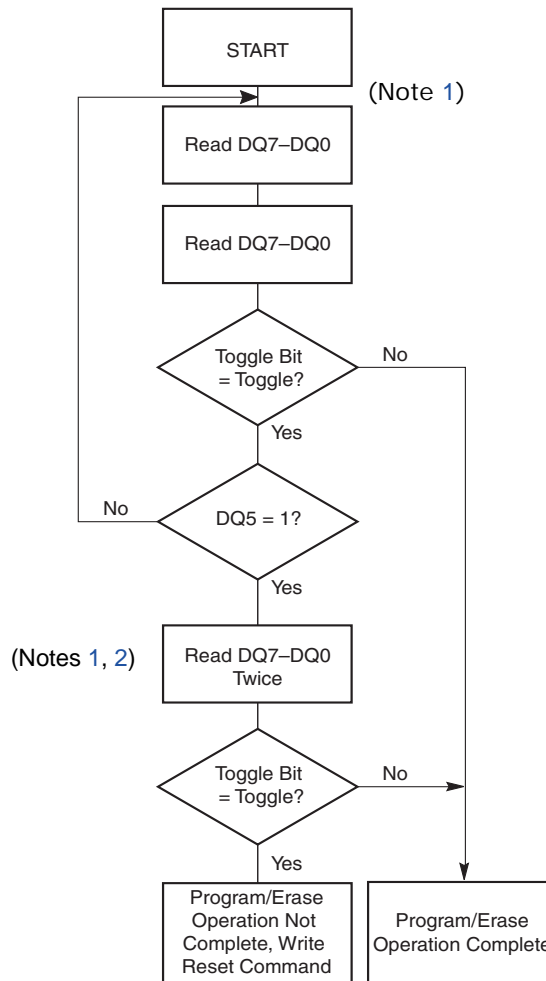 START
(Note 1)
Read DQ7–DQ0
Read DQ7–DQ0
Toggle Bit
= Toggle?
No
Yes
No
DQ5 = 1?
Yes
(Notes 1, 2)
Read DQ7–DQ0
Twice
Toggle Bit
= Toggle?
No
Yes
Program/Erase
Operation Not
Complete, Write
Reset Command
Program/Erase
Operation Complete